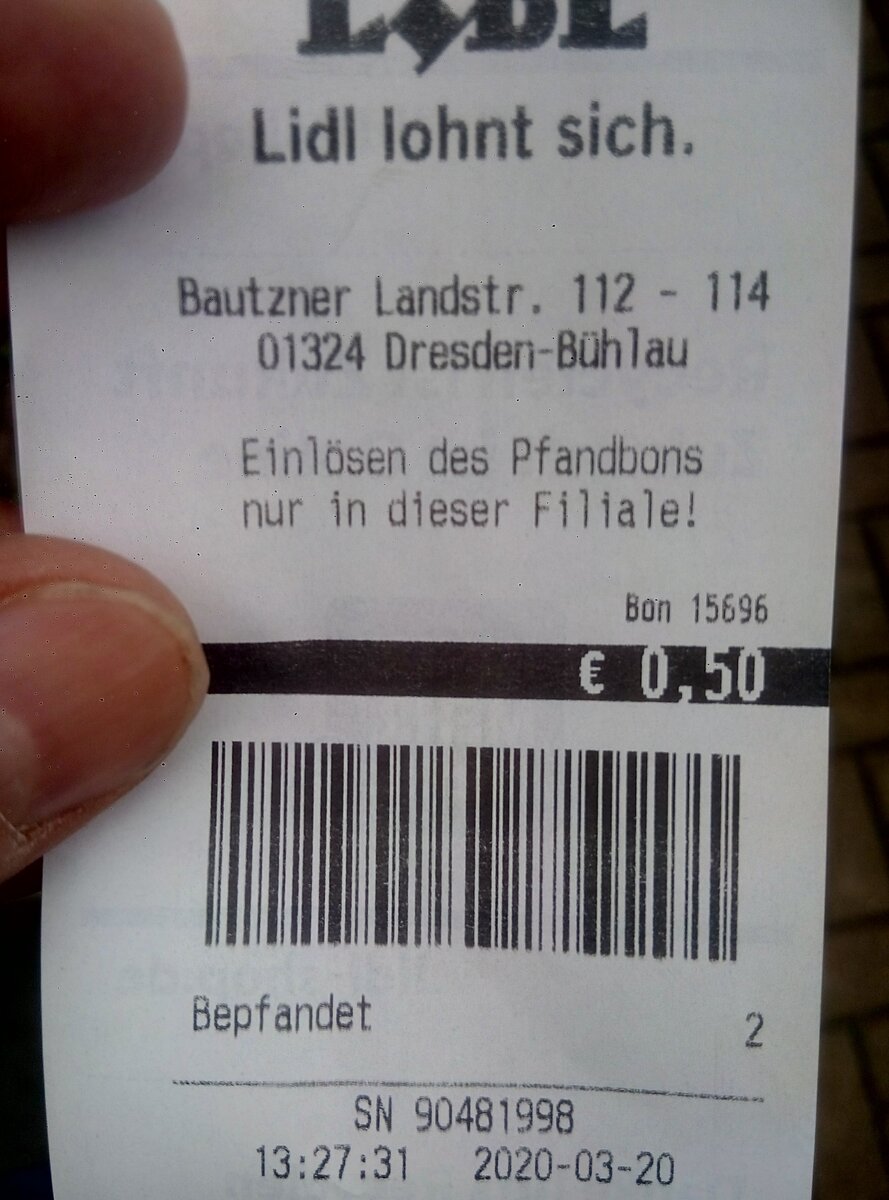 LIDL
Lidl lohnt sich.
Bautzner Landstr. 112 - 114
01324 Dresden-Bühlau
Einlösen des Pfandbons
nur in dieser Filiale!
Bon 15696
€ 0,50
Bepfandet 2
SN 90481998
13:27:31 2020-03-20